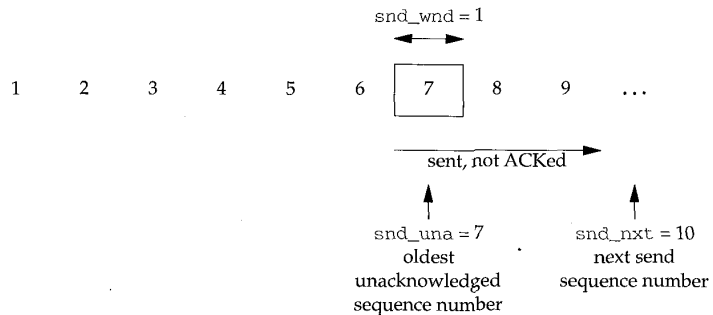 snd_wnd = 1
1 2 3 4 5 6 7 8 9 ...
sent, not ACKed
snd_una = 7 snd_nxt = 10
oldest next send
unacknowledged sequence number
sequence number